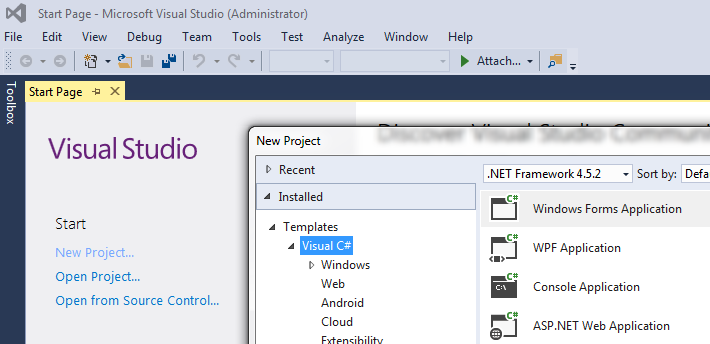 Start Page - Microsoft Visual Studio (Administrator)
File Edit View Debug Team Tools Test Analyze Window Help
Attach...
Toolbox
Start Page
Discover Visual Studio Communi
Visual Studio
New Project
Recent
.NET Framework 4.5.2 Sort by: Defa
Installed
Start
Templates
Windows Forms Application
New Project...
Visual C#
WPF Application
Open Project...
Windows
Open from Source Control...
Web
Console Application
Android
Cloud
ASP.NET Web Application
Extensibility